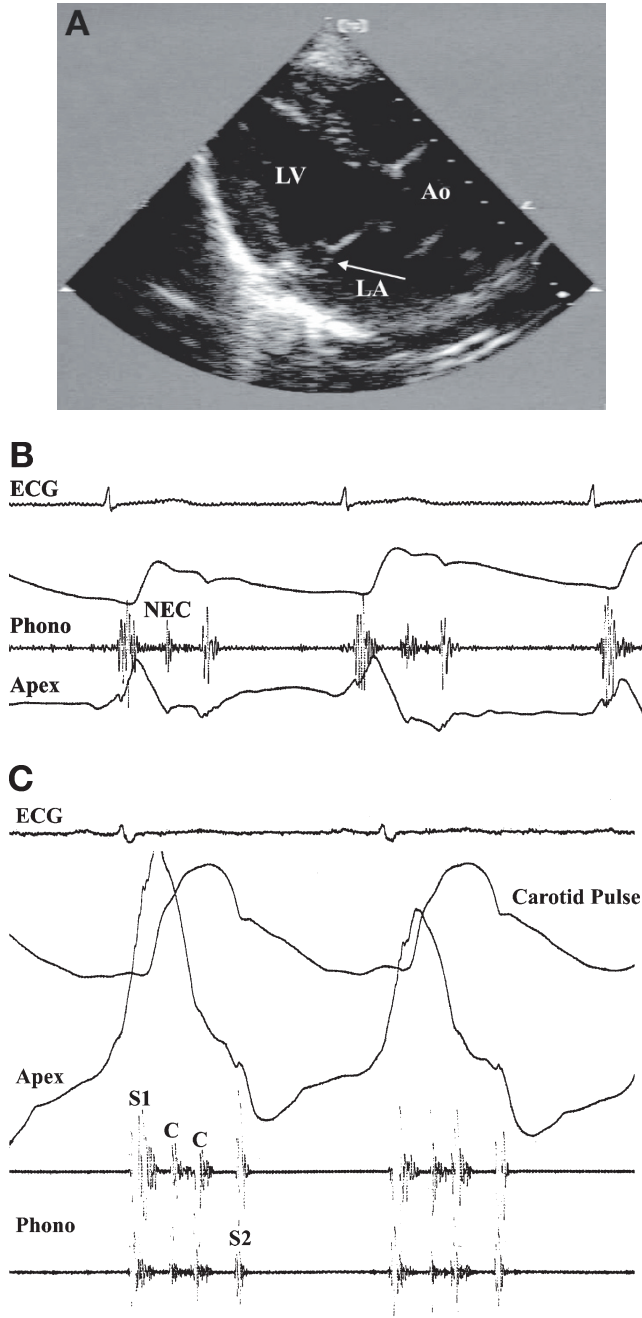 A
LV
Ao
LA
B
ECG
NEC
Phono
Apex
C
ECG
Carotid Pulse
Apex
S1
C
C
Phono
S2